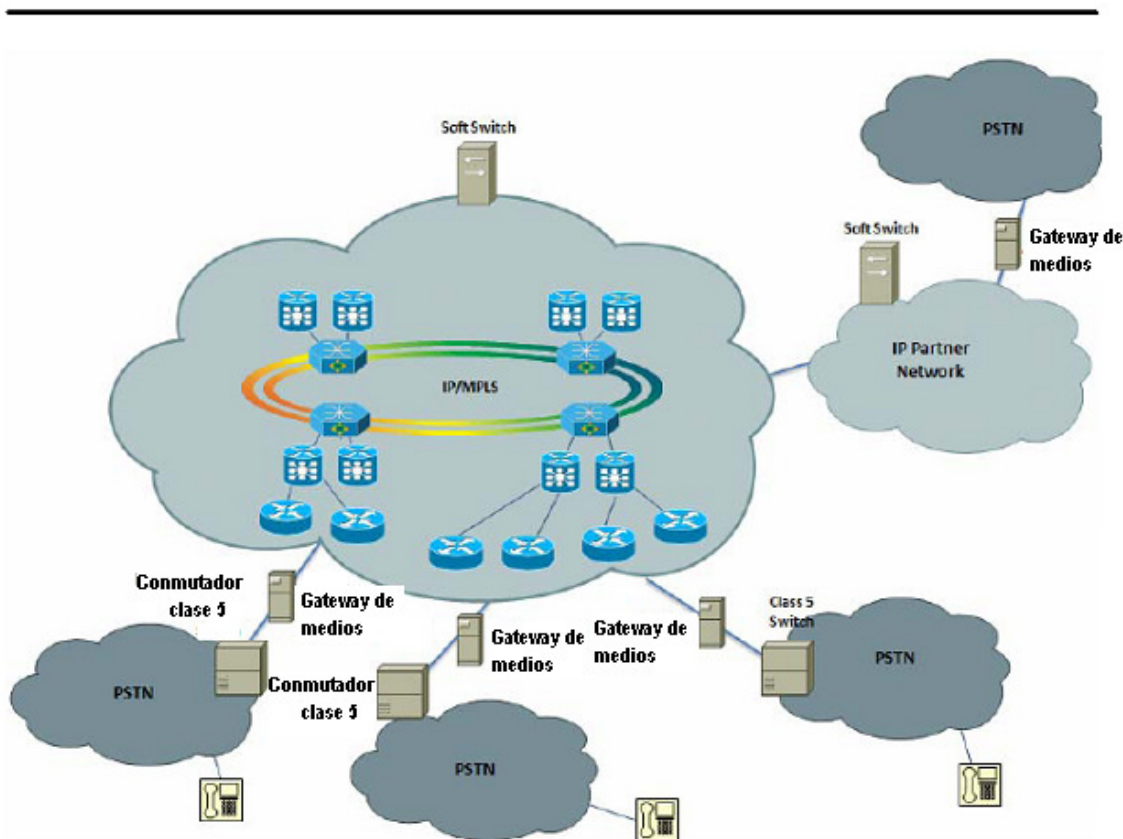 PSTN
Soft Switch
Soft Switch
Gateway de
medios
IP Partner
Network
IP/MPLS
Conmutador
clase 5
Gateway de
medios
Gateway de
medios
Gateway de
medios
Class 5
Switch
PSTN
Conmutador
clase 5
PSTN
PSTN